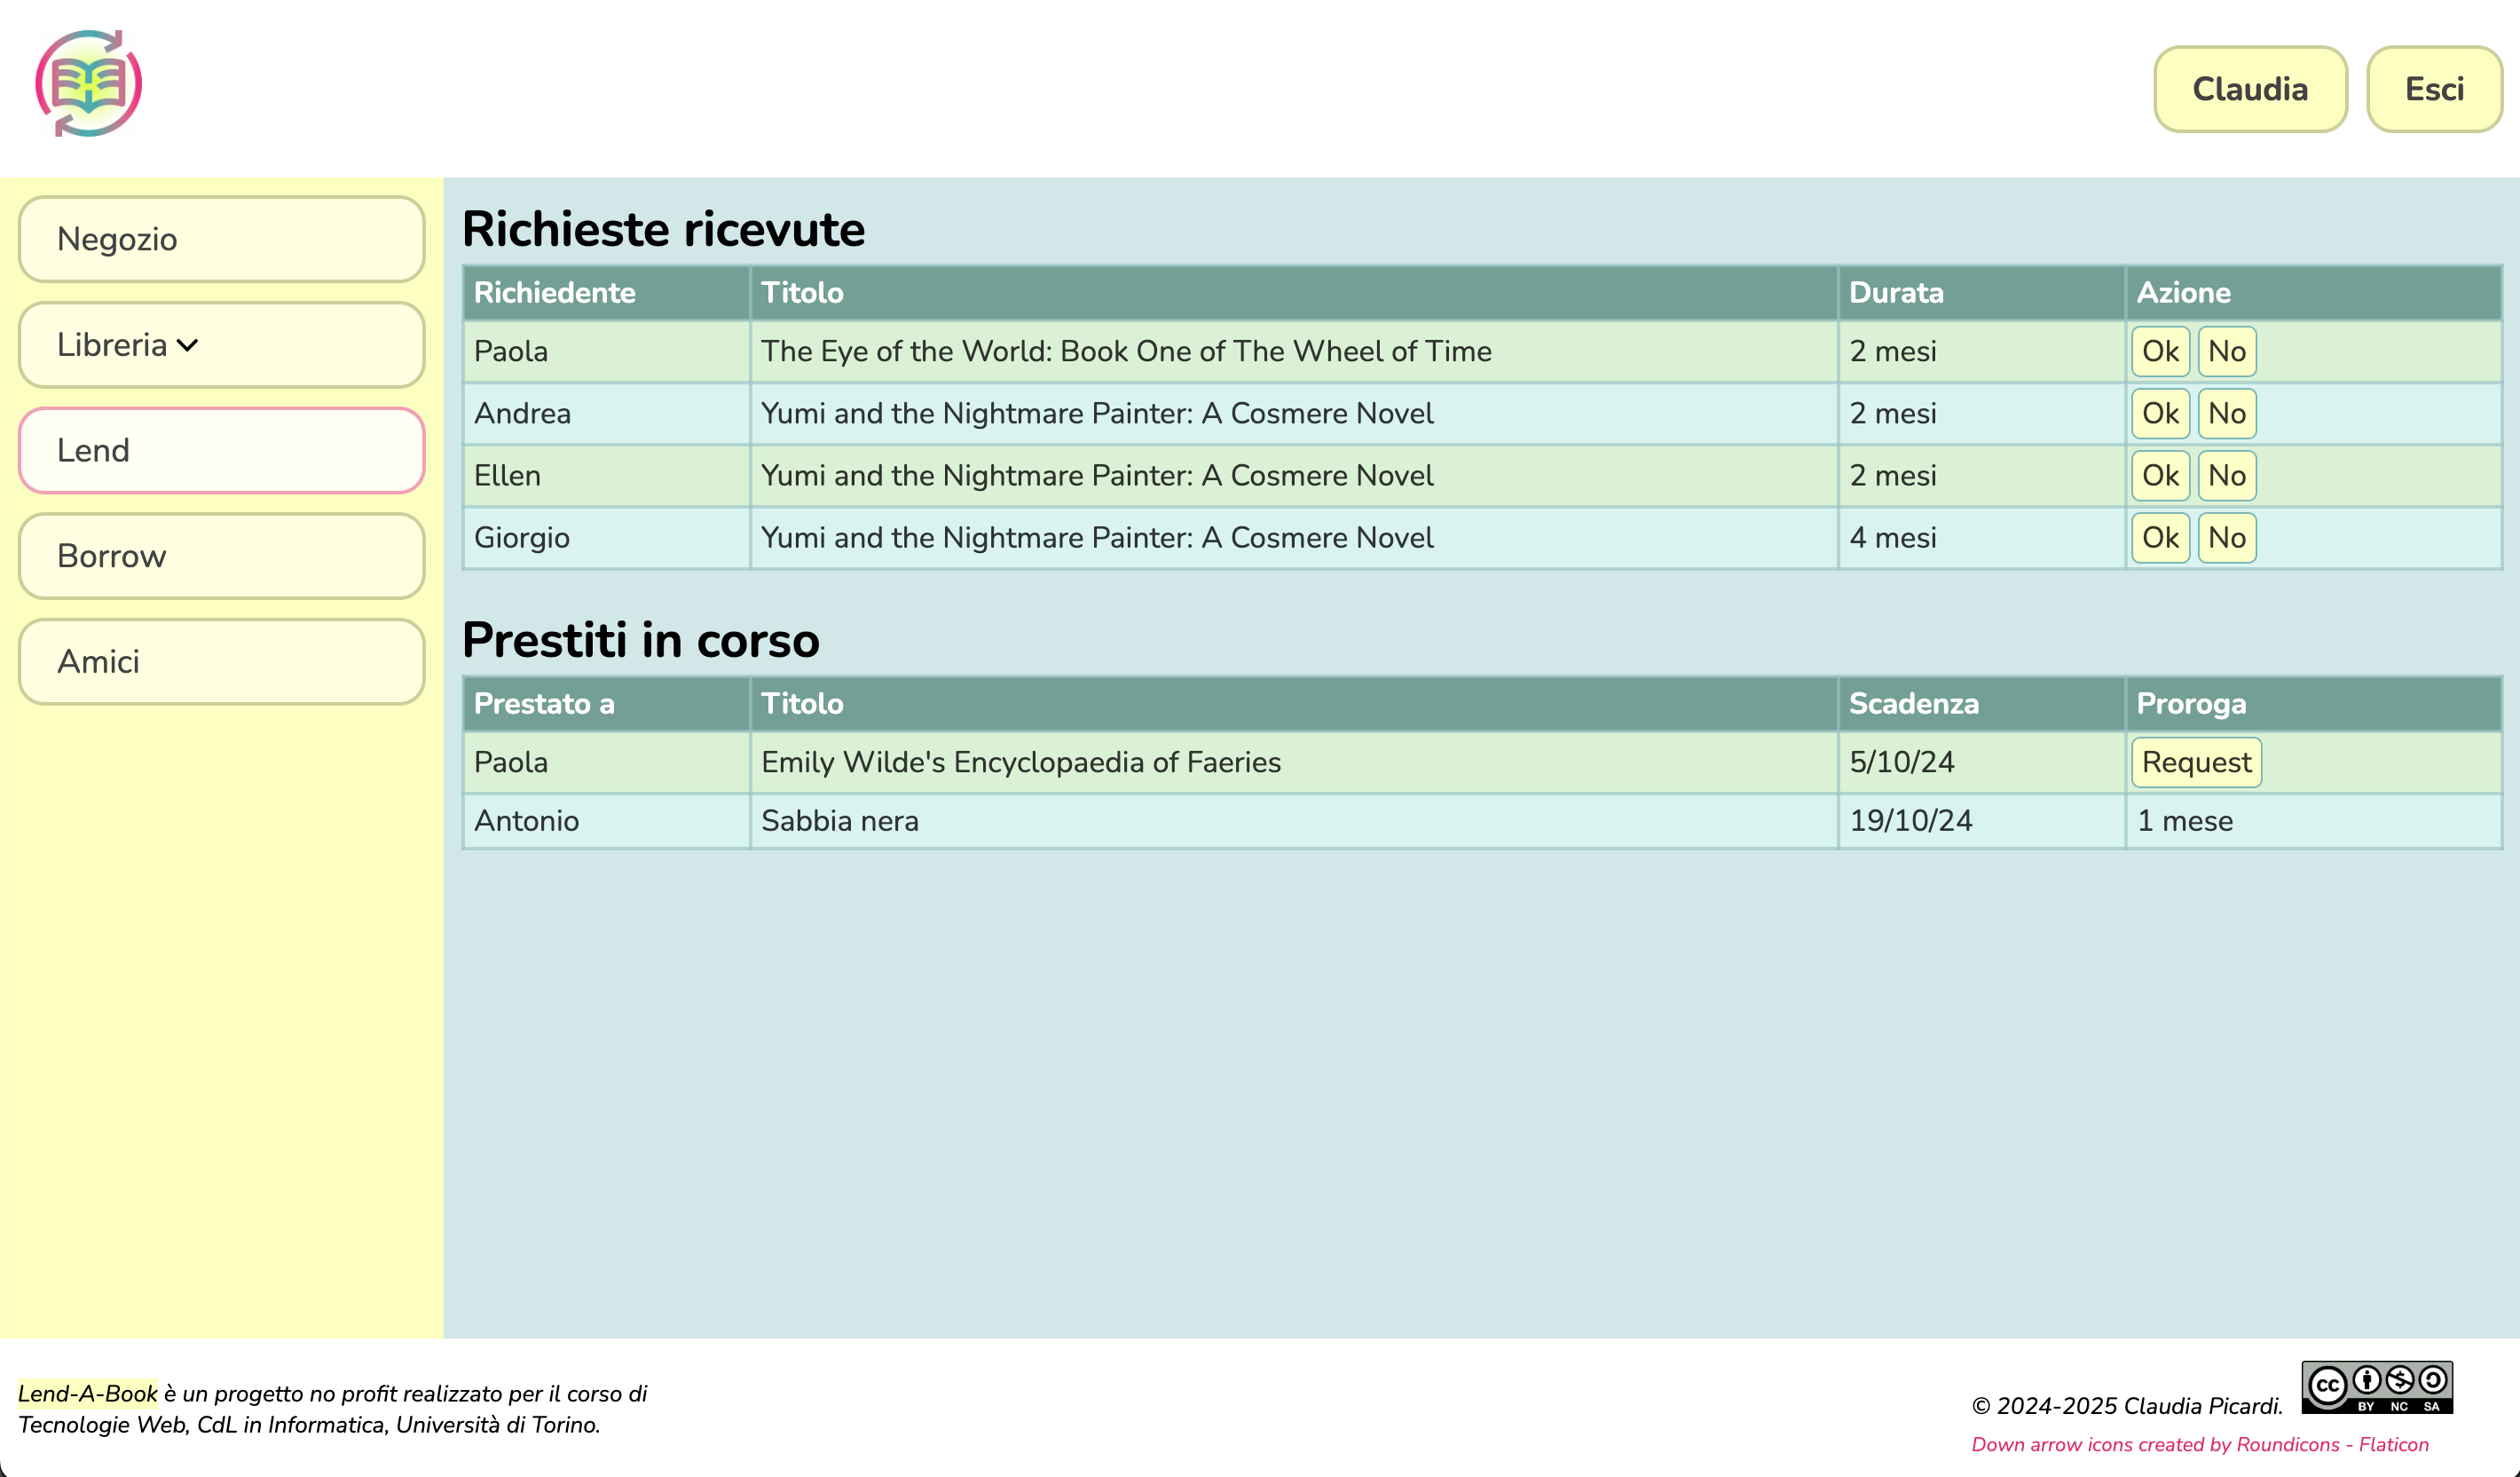 Claudia Esci
Negozio
Libreria
Lend
Borrow
Amici
Richieste ricevute
Richiedente Titolo Durata Azione
Paola The Eye of the World: Book One of The Wheel of Time 2 mesi Ok No
Andrea Yumi and the Nightmare Painter: A Cosmere Novel 2 mesi Ok No
Ellen Yumi and the Nightmare Painter: A Cosmere Novel 2 mesi Ok No
Giorgio Yumi and the Nightmare Painter: A Cosmere Novel 4 mesi Ok No
Prestiti in corso
Prestato a Titolo Scadenza Proroga
Paola Emily Wilde's Encyclopaedia of Faeries 5/10/24 Request
Antonio Sabbia nera 19/10/24 1 mese
Lend-A-Book è un progetto no profit realizzato per il corso di
Tecnologie Web, CdL in Informatica, Università di Torino.
© 2024-2025 Claudia Picardi.
cc BY NC SA
Down arrow icons created by Roundicons - Flaticon